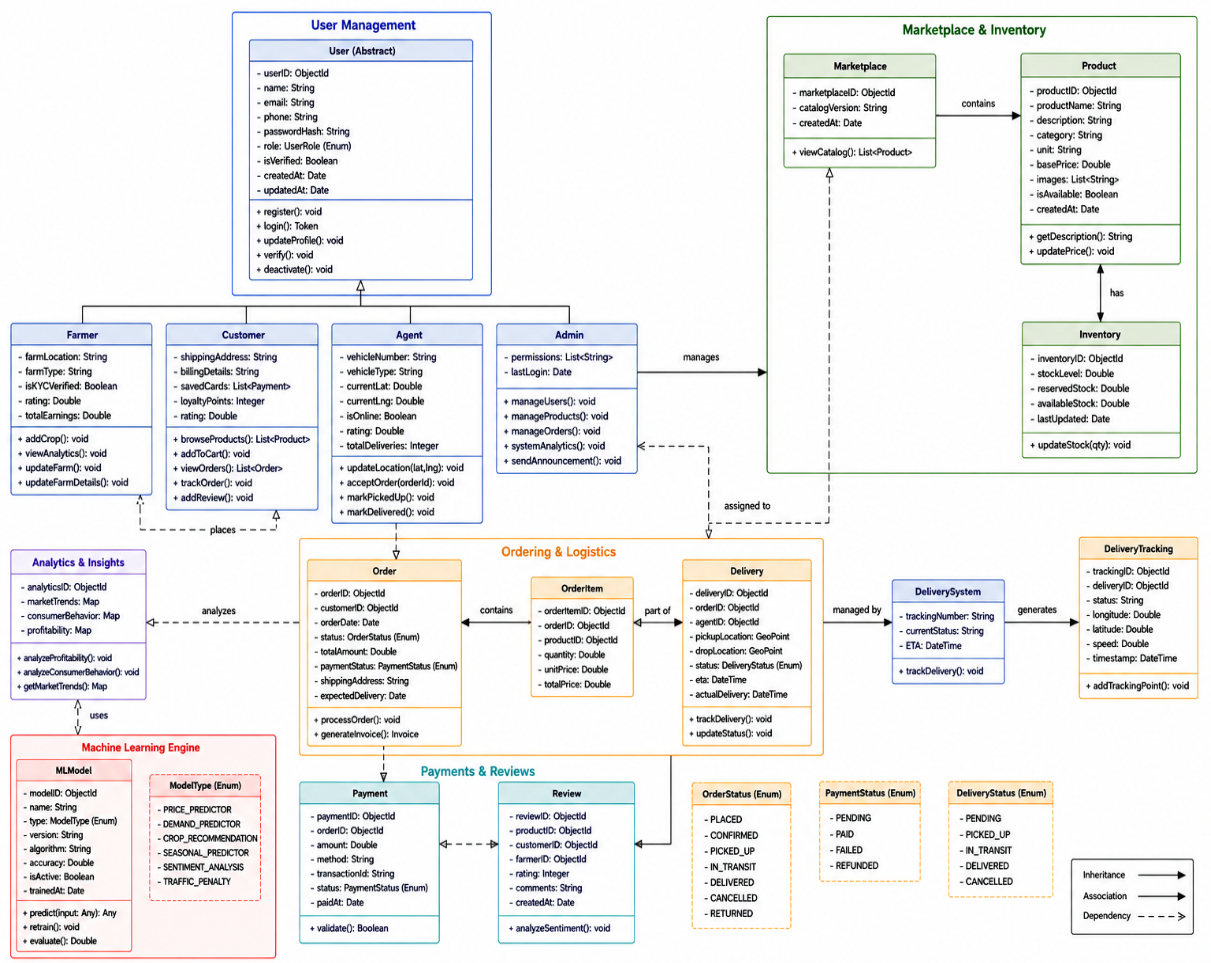 User Management
User (Abstract)
- userID: ObjectId
- name: String
- email: String
- phone: String
- passwordHash: String
- role: UserRole (Enum)
- isVerified: Boolean
- createdAt: Date
- updatedAt: Date
+ register(): void
+ login(): Token
+ updateProfile(): void
+ verify(): void
+ deactivate(): void
Marketplace & Inventory
Marketplace
- marketplaceID: ObjectId
- catalogVersion: String
- createdAt: Date
+ viewCatalog(): List<Product>
contains
Product
- productID: ObjectId
- productName: String
- description: String
- category: String
- unit: String
- basePrice: Double
- images: List<String>
- isAvailable: Boolean
- createdAt: Date
+ getDescription(): String
+ updatePrice(): void
has
Inventory
- inventoryID: ObjectId
- stockLevel: Double
- reservedStock: Double
- availableStock: Double
- lastUpdated: Date
+ updateStock(qty): void
Farmer
- farmLocation: String
- farmType: String
- isKYCVerified: Boolean
- rating: Double
- totalEarnings: Double
+ addCrop(): void
+ viewAnalytics(): void
+ updateFarm(): void
+ updateFarmDetails(): void
Customer
- shippingAddress: String
- billingDetails: String
- savedCards: List<Payment>
- loyaltyPoints: Integer
- rating: Double
+ browseProducts(): List<Product>
+ addToCart(): void
+ viewOrders(): List<Order>
+ trackOrder(): void
+ addReview(): void
Agent
- vehicleNumber: String
- vehicleType: String
- currentLat: Double
- currentLng: Double
- isOnline: Boolean
- rating: Double
- totalDeliveries: Integer
+ updateLocation(lat,lng): void
+ acceptOrder(orderId): void
+ markPickedUp(): void
+ markDelivered(): void
Admin
- permissions: List<String>
- lastLogin: Date
+ manageUsers(): void
+ manageProducts(): void
+ manageOrders(): void
+ systemAnalytics(): void
+ sendAnnouncement(): void
manages
assigned to
places
Analytics & Insights
- analyticsID: ObjectId
- marketTrends: Map
- consumerBehavior: Map
- profitability: Map
+ analyzeProfitability(): void
+ analyzeConsumerBehavior(): void
+ getMarketTrends(): Map
analyzes
uses
Ordering & Logistics
Order
- orderID: ObjectId
- customerID: ObjectId
- orderDate: Date
- status: OrderStatus (Enum)
- totalAmount: Double
- paymentStatus: PaymentStatus (Enum)
- shippingAddress: String
- expectedDelivery: Date
+ processOrder(): void
+ generateInvoice(): Invoice
contains
OrderItem
- orderItemID: ObjectId
- orderID: ObjectId
- productID: ObjectId
- quantity: Double
- unitPrice: Double
- totalPrice: Double
part of
Delivery
- deliveryID: ObjectId
- orderID: ObjectId
- agentID: ObjectId
- pickupLocation: GeoPoint
- dropLocation: GeoPoint
- status: DeliveryStatus (Enum)
- eta: DateTime
- actualDelivery: DateTime
+ trackDelivery(): void
+ updateStatus(): void
managed by
DeliverySystem
- trackingNumber: String
- currentStatus: String
- ETA: DateTime
+ trackDelivery(): void
generates
DeliveryTracking
- trackingID: ObjectId
- deliveryID: ObjectId
- status: String
- longitude: Double
- latitude: Double
- speed: Double
- timestamp: DateTime
+ addTrackingPoint(): void
Machine Learning Engine
MLModel
- modelID: ObjectId
- name: String
- type: ModelType (Enum)
- version: String
- algorithm: String
- accuracy: Double
- isActive: Boolean
- trainedAt: Date
+ predict(input: Any): Any
+ retrain(): void
+ evaluate(): Double
ModelType (Enum)
- PRICE_PREDICTOR
- DEMAND_PREDICTOR
- CROP_RECOMMENDATION
- SEASONAL_PREDICTOR
- SENTIMENT_ANALYSIS
- TRAFFIC_PENALTY
Payments & Reviews
Payment
- paymentID: ObjectId
- orderID: ObjectId
- amount: Double
- method: String
- transactionId: String
- status: PaymentStatus (Enum)
- paidAt: Date
+ validate(): Boolean
Review
- reviewID: ObjectId
- productID: ObjectId
- customerID: ObjectId
- farmerID: ObjectId
- rating: Integer
- comments: String
- createdAt: Date
+ analyzeSentiment(): void
OrderStatus (Enum)
- PLACED
- CONFIRMED
- PICKED_UP
- IN_TRANSIT
- DELIVERED
- CANCELLED
- RETURNED
PaymentStatus (Enum)
- PENDING
- PAID
- FAILED
- REFUNDED
DeliveryStatus (Enum)
- PENDING
- PICKED_UP
- IN_TRANSIT
- DELIVERED
- CANCELLED
Inheritance
Association
Dependency